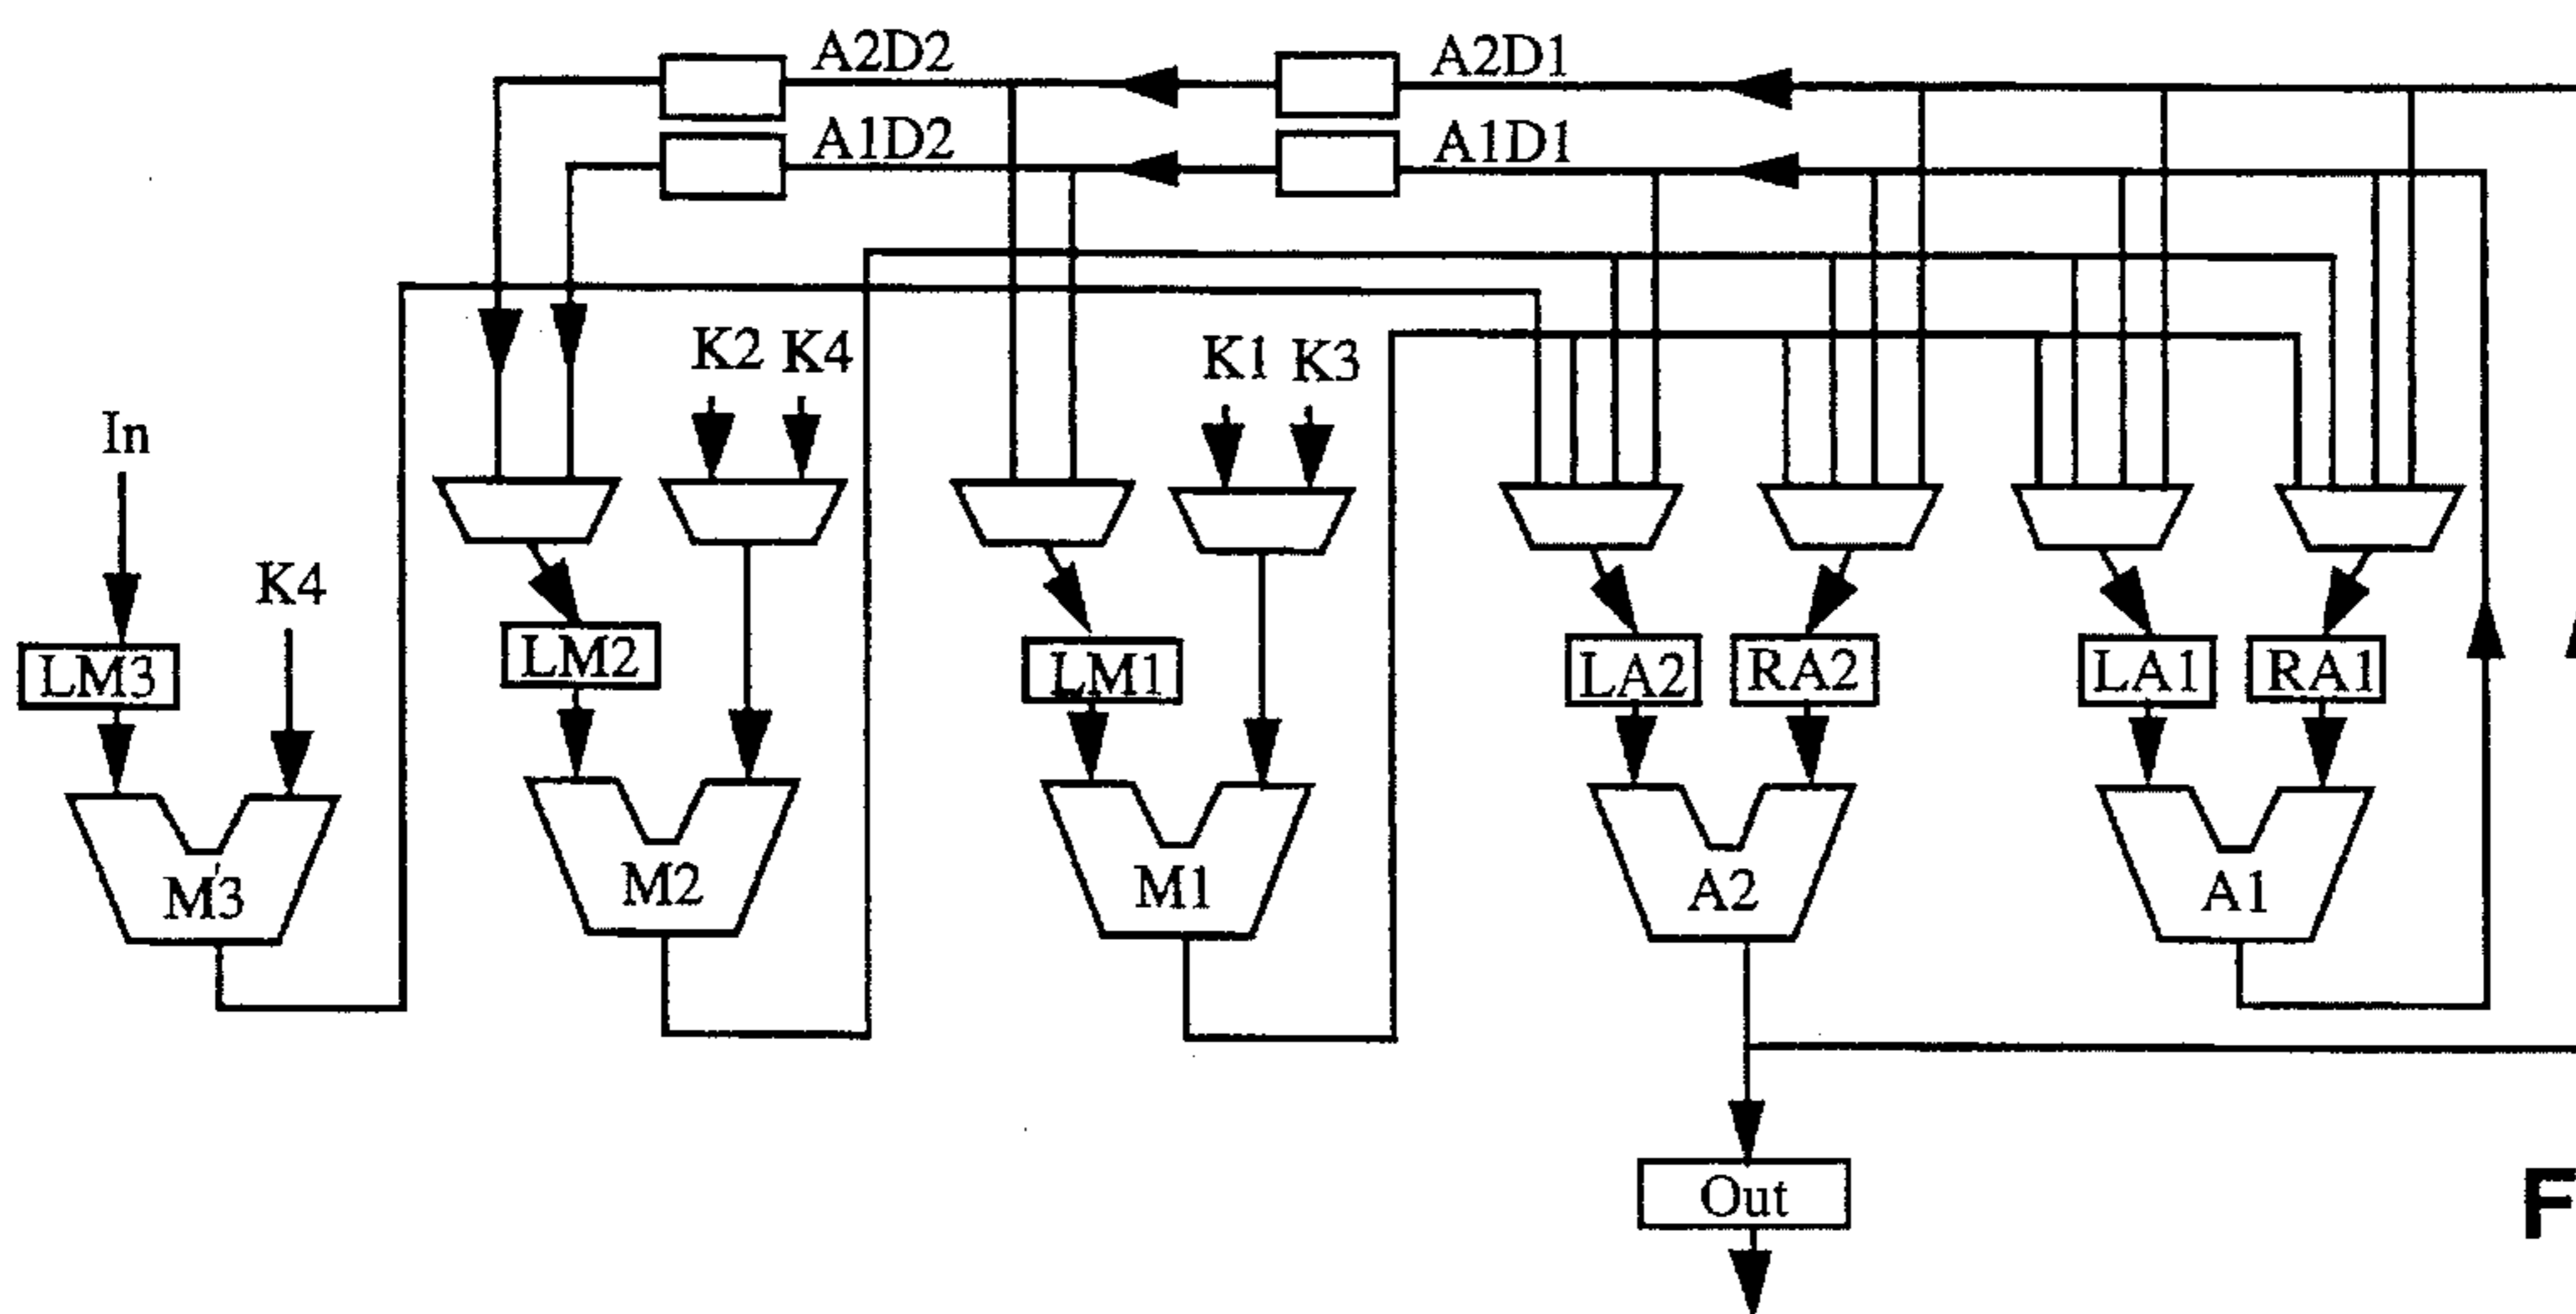 A2D2
A2D1
A1D2
A1D1
K2 K4
K1 K3
In
K4
LM3
LM2
LM1
LA2
RA2
LA1
RA1
M3
M2
M1
A2
A1
Out
F